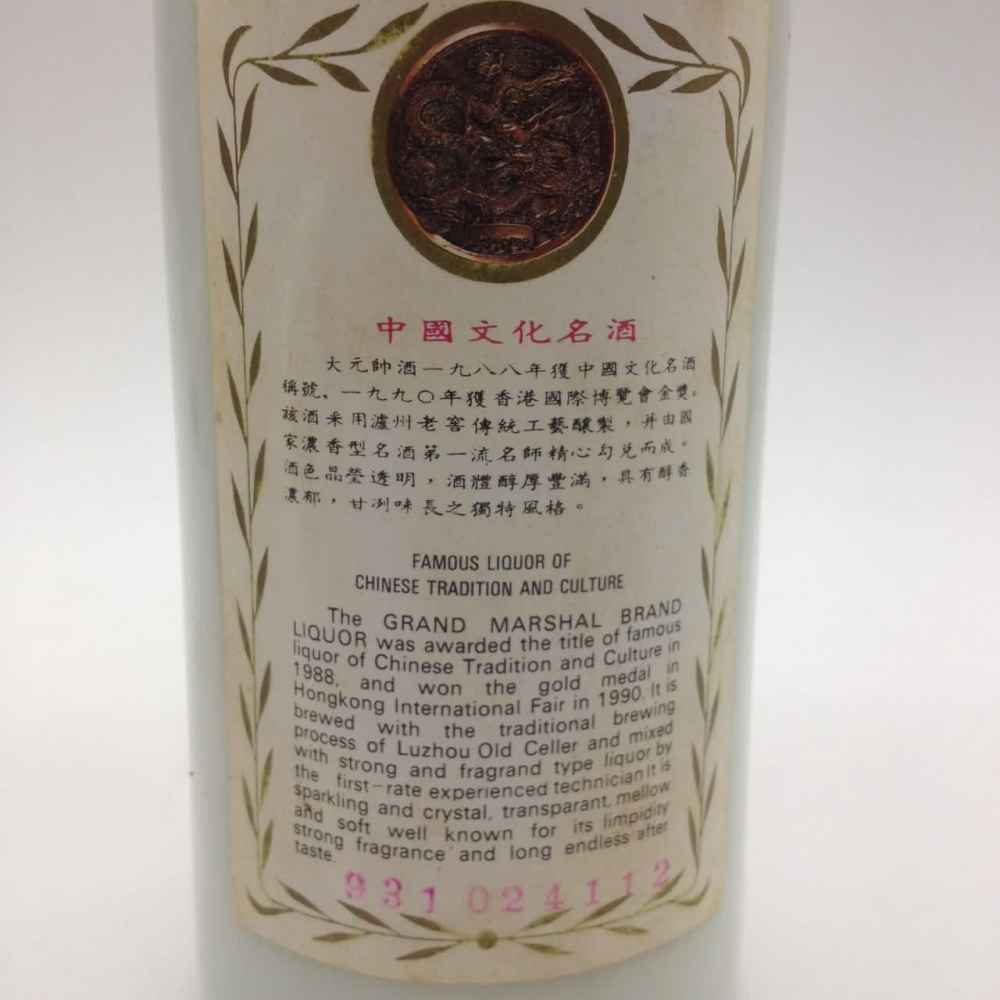 中國文化名酒
大元帥酒一九八八年獲中國文化名酒
稱號、一九九〇年獲香港國際博覽會金獎。
該酒采用瀘州老窖傳統工藝釀製，并由國
家濃香型名酒第一流名師精心勾兑而成。
酒色晶瑩透明，酒體醇厚豐滿，具有醇香
濃郁，甘冽味長之獨特風格。
FAMOUS LIQUOR OF
CHINESE TRADITION AND CULTURE
The GRAND MARSHAL BRAND
LIQUOR was awarded the title of famous
liquor of Chinese Tradition and Culture in
1988, and won the gold medal in
Hongkong International Fair in 1990. It is
brewed with the traditional brewing
process of Luzhou Old Celler and mixed
with strong and fragrand type liquor by
the first-rate experienced technician It is
sparkling and crystal, transparant, mellow
and soft well known for its limpidity
strong fragrance and long endless after
taste.
931 024112